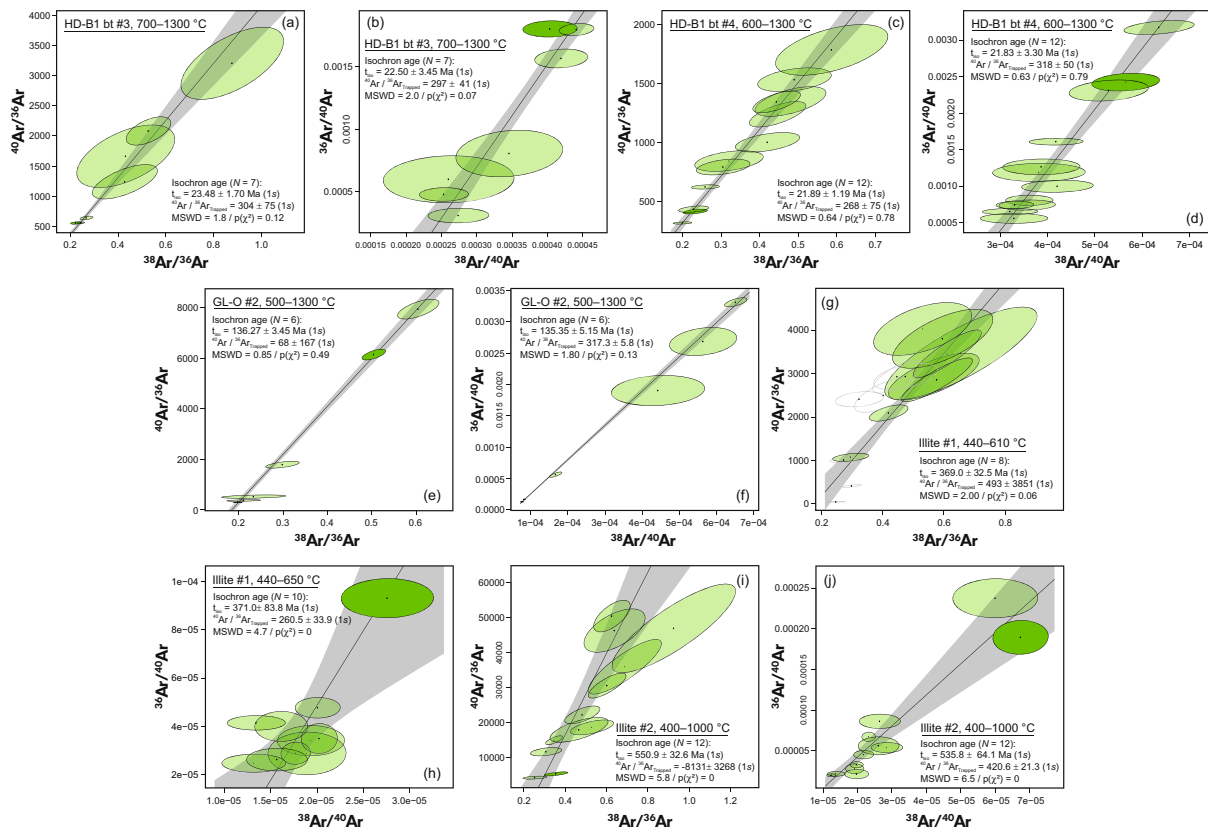 (a)
HD-B1 bt #3, 700–1300 °C
Isochron age (N = 7):
tiso = 23.48 ± 1.70 Ma (1s)
40Ar / 36ArTrapped = 304 ± 75 (1s)
MSWD = 1.8 / p(χ²) = 0.12
40Ar/36Ar
4000
3500
3000
2500
2000
1500
1000
500
0.2
0.4
0.6
0.8
1.0
38Ar/36Ar
(b)
HD-B1 bt #3, 700–1300 °C
Isochron age (N = 7):
tiso = 22.50 ± 3.45 Ma (1s)
40Ar / 36ArTrapped = 297 ± 41 (1s)
MSWD = 2.0 / p(χ²) = 0.07
36Ar/40Ar
0.0015
0.0010
0.0005
0.00015
0.00020
0.00025
0.00030
0.00035
0.00040
0.00045
38Ar/40Ar
(c)
HD-B1 bt #4, 600–1300 °C
Isochron age (N = 12):
tiso = 21.89 ± 1.19 Ma (1s)
40Ar / 36ArTrapped = 268 ± 75 (1s)
MSWD = 0.64 / p(χ²) = 0.78
40Ar/36Ar
2000
1500
1000
500
0.2
0.3
0.4
0.5
0.6
0.7
38Ar/36Ar
HD-B1 bt #4, 600–1300 °C
Isochron age (N = 12):
tiso = 21.83 ± 3.30 Ma (1s)
40Ar / 36ArTrapped = 318 ± 50 (1s)
MSWD = 0.63 / p(χ²) = 0.79
(d)
36Ar/40Ar
0.0030
0.0025
0.0020
0.0015
0.0010
0.0005
3e-04
4e-04
5e-04
6e-04
7e-04
38Ar/40Ar
GL-O #2, 500–1300 °C
Isochron age (N = 6):
tiso = 136.27 ± 3.45 Ma (1s)
40Ar / 36ArTrapped = 68 ± 167 (1s)
MSWD = 0.85 / p(χ²) = 0.49
(e)
40Ar/36Ar
8000
6000
4000
2000
0
0.2
0.3
0.4
0.5
0.6
38Ar/36Ar
GL-O #2, 500–1300 °C
Isochron age (N = 6):
tiso = 135.35 ± 5.15 Ma (1s)
40Ar / 36ArTrapped = 317.3 ± 5.8 (1s)
MSWD = 1.80 / p(χ²) = 0.13
(f)
36Ar/40Ar
0.0035
0.0030
0.0025
0.0020
0.0020
0.0015
0.0015
0.0010
0.0005
0.0000
1e-04
2e-04
3e-04
4e-04
5e-04
6e-04
7e-04
38Ar/40Ar
(g)
Illite #1, 440–610 °C
Isochron age (N = 8):
tiso = 369.0 ± 32.5 Ma (1s)
40Ar / 36ArTrapped = 493 ± 3851 (1s)
MSWD = 2.00 / p(χ²) = 0.06
40Ar/36Ar
4000
3000
2000
1000
0
0.2
0.4
0.6
0.8
38Ar/36Ar
(h)
Illite #1, 440–650 °C
Isochron age (N = 10):
tiso = 371.0± 83.8 Ma (1s)
40Ar / 36ArTrapped = 260.5 ± 33.9 (1s)
MSWD = 4.7 / p(χ²) = 0
36Ar/40Ar
1e-04
8e-05
6e-05
4e-05
2e-05
1.0e-05
1.5e-05
2.0e-05
2.5e-05
3.0e-05
38Ar/40Ar
(i)
Illite #2, 400–1000 °C
Isochron age (N = 12):
tiso = 550.9 ± 32.6 Ma (1s)
40Ar / 36ArTrapped = -8131± 3268 (1s)
MSWD = 5.8 / p(χ²) = 0
40Ar/36Ar
60000
50000
40000
30000
20000
10000
0.2
0.4
0.6
0.8
1.0
1.2
38Ar/36Ar
(j)
Illite #2, 400–1000 °C
Isochron age (N = 12):
tiso = 535.8 ± 64.1 Ma (1s)
40Ar / 36ArTrapped = 420.6 ± 21.3 (1s)
MSWD = 6.5 / p(χ²) = 0
36Ar/40Ar
0.00025
0.00020
0.00015
0.00010
0.00005
1e-05
2e-05
3e-05
4e-05
5e-05
6e-05
7e-05
38Ar/40Ar